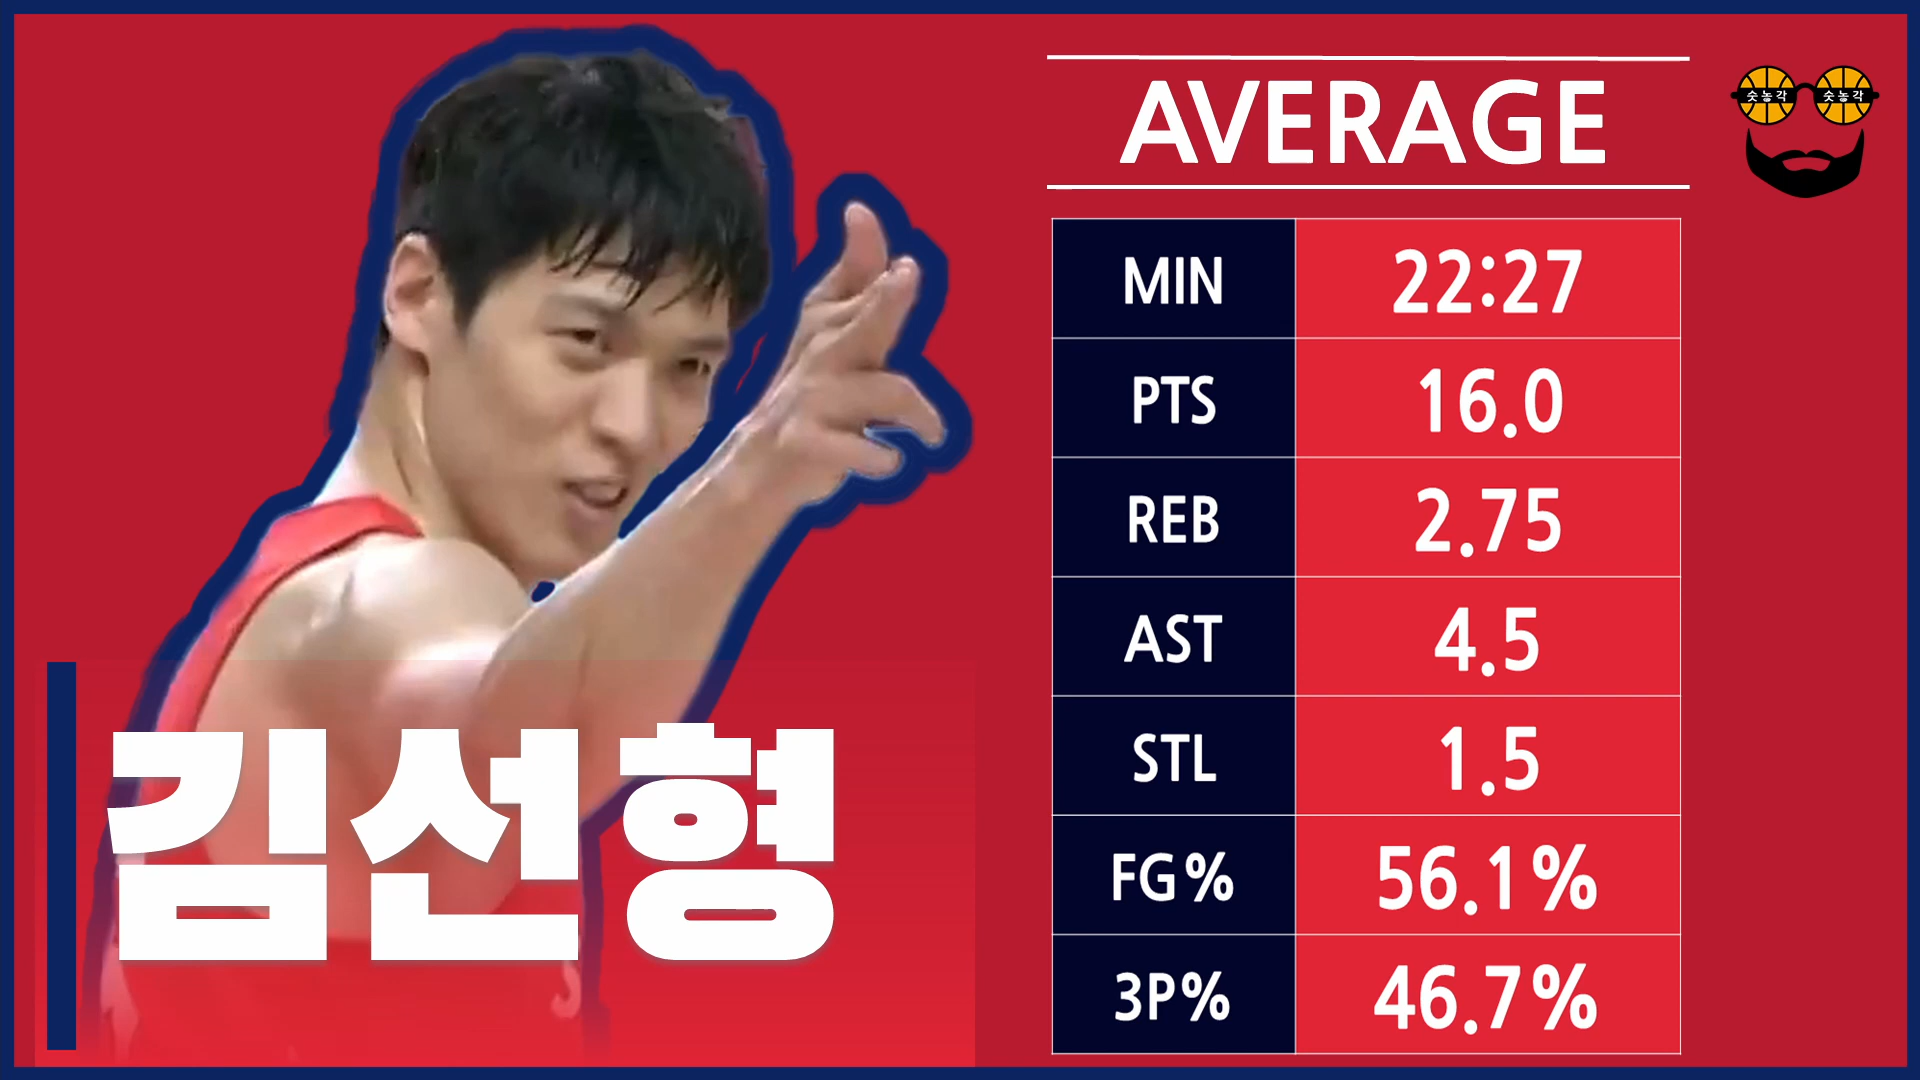 AVERAGE
숏농각 숏농각
MIN 22:27
PTS 16.0
REB 2.75
AST 4.5
STL 1.5
FG% 56.1%
3P% 46.7%
김선형
S